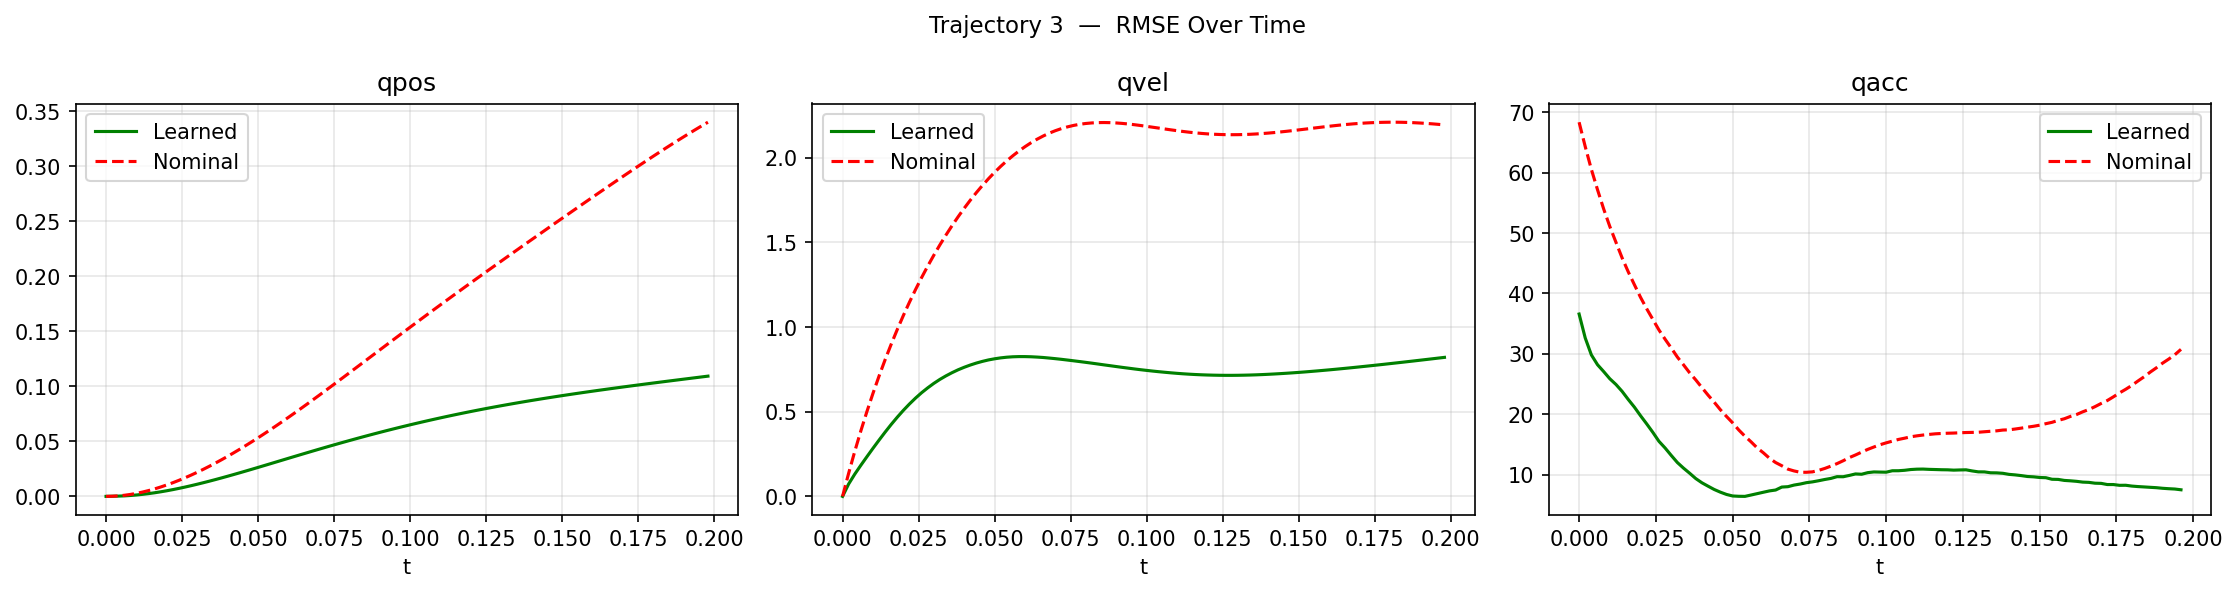 Trajectory 3 — RMSE Over Time
qpos
Learned
Nominal
0.35
0.30
0.25
0.20
0.15
0.10
0.05
0.00
0.000 0.025 0.050 0.075 0.100 0.125 0.150 0.175 0.200
t
qvel
Learned
Nominal
2.0
1.5
1.0
0.5
0.0
0.000 0.025 0.050 0.075 0.100 0.125 0.150 0.175 0.200
t
qacc
Learned
Nominal
70
60
50
40
30
20
10
0.000 0.025 0.050 0.075 0.100 0.125 0.150 0.175 0.200
t